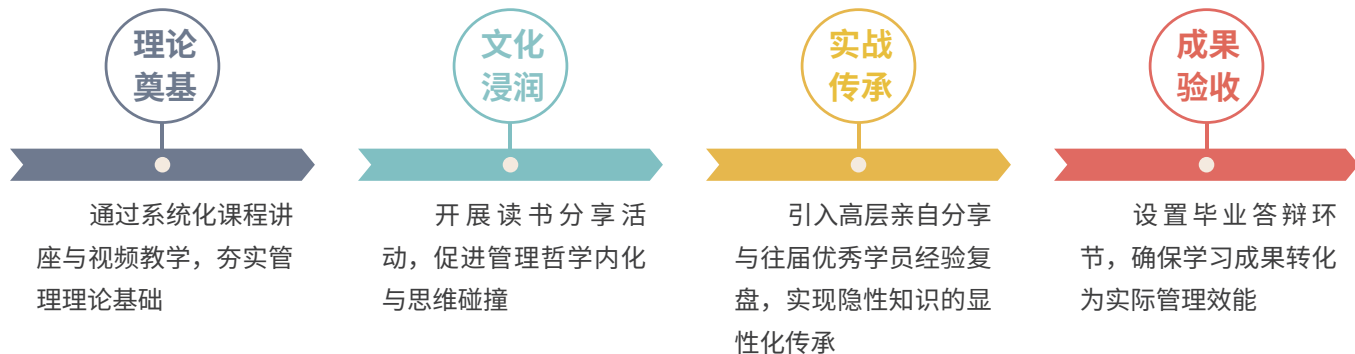 理论
奠基
通过系统化课程讲
座与视频教学，夯实管
理理论基础
文化
浸润
开展读书分享活
动，促进管理哲学内化
与思维碰撞
实战
传承
引入高层亲自分享
与往届优秀学员经验复
盘，实现隐性知识的显
性化传承
成果
验收
设置毕业答辩环
节，确保学习成果转化
为实际管理效能